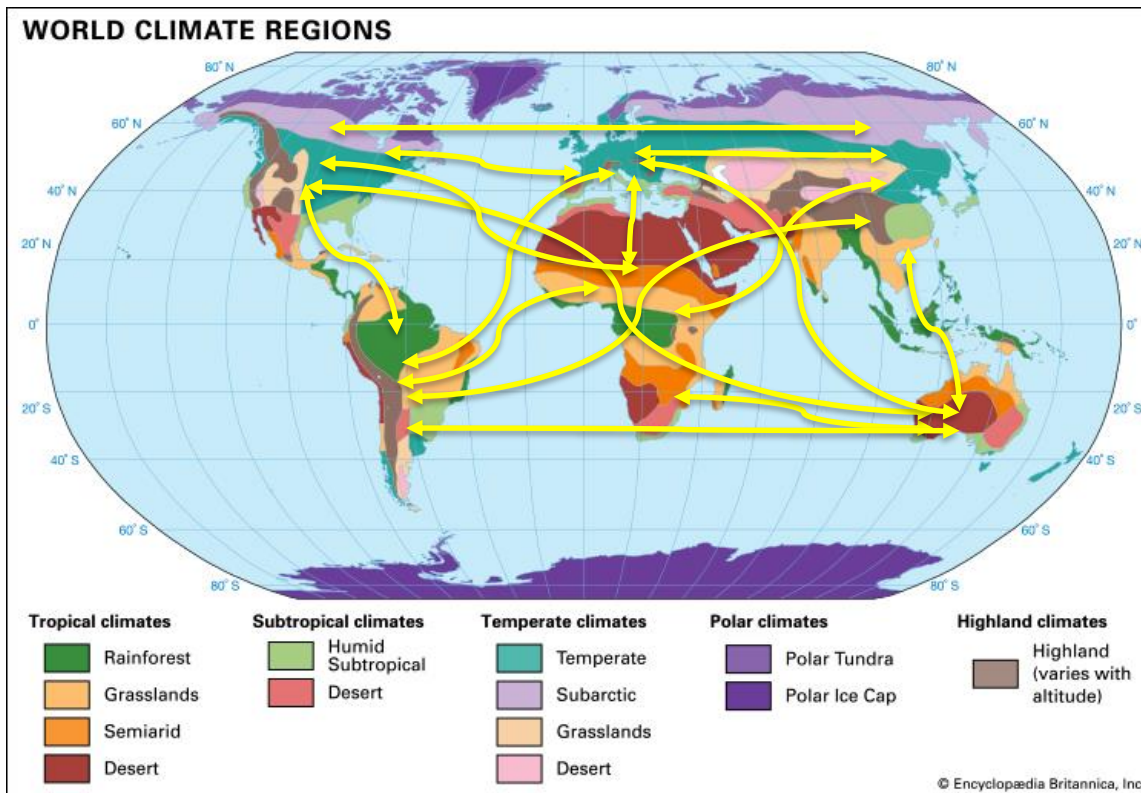 WORLD CLIMATE REGIONS
80° N
80° N
60° N
60° N
40° N
40° N
20° N
20° N
0°
0°
20° S
20° S
40° S
40° S
60° S
60° S
80° S
80° S
Tropical climates
Rainforest
Grasslands
Semiarid
Desert
Subtropical climates
Humid
Subtropical
Desert
Temperate climates
Temperate
Subarctic
Grasslands
Desert
Polar climates
Polar Tundra
Polar Ice Cap
Highland climates
Highland
(varies with
altitude)
© Encyclopædia Britannica, Inc